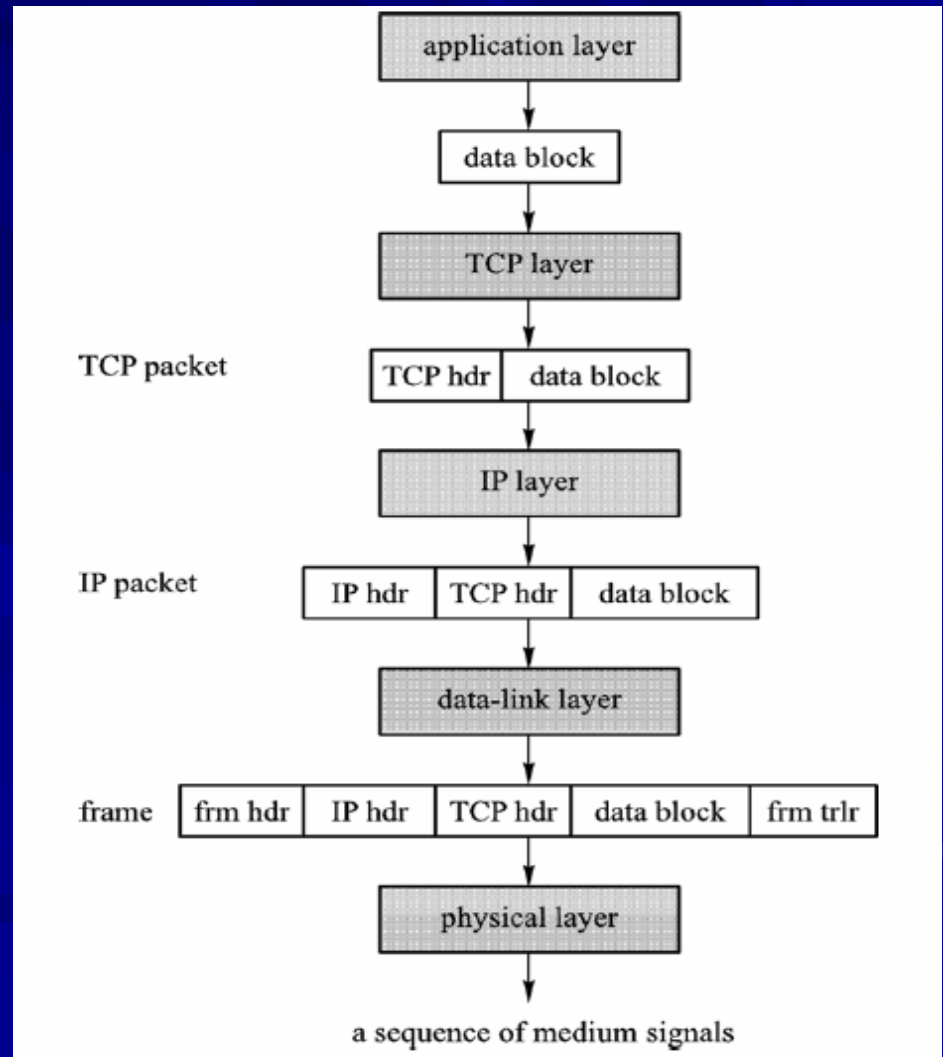 application layer
data block
TCP layer
TCP packet
TCP hdr data block
IP layer
IP packet
IP hdr TCP hdr data block
data-link layer
frame frm hdr IP hdr TCP hdr data block frm trlr
physical layer
a sequence of medium signals